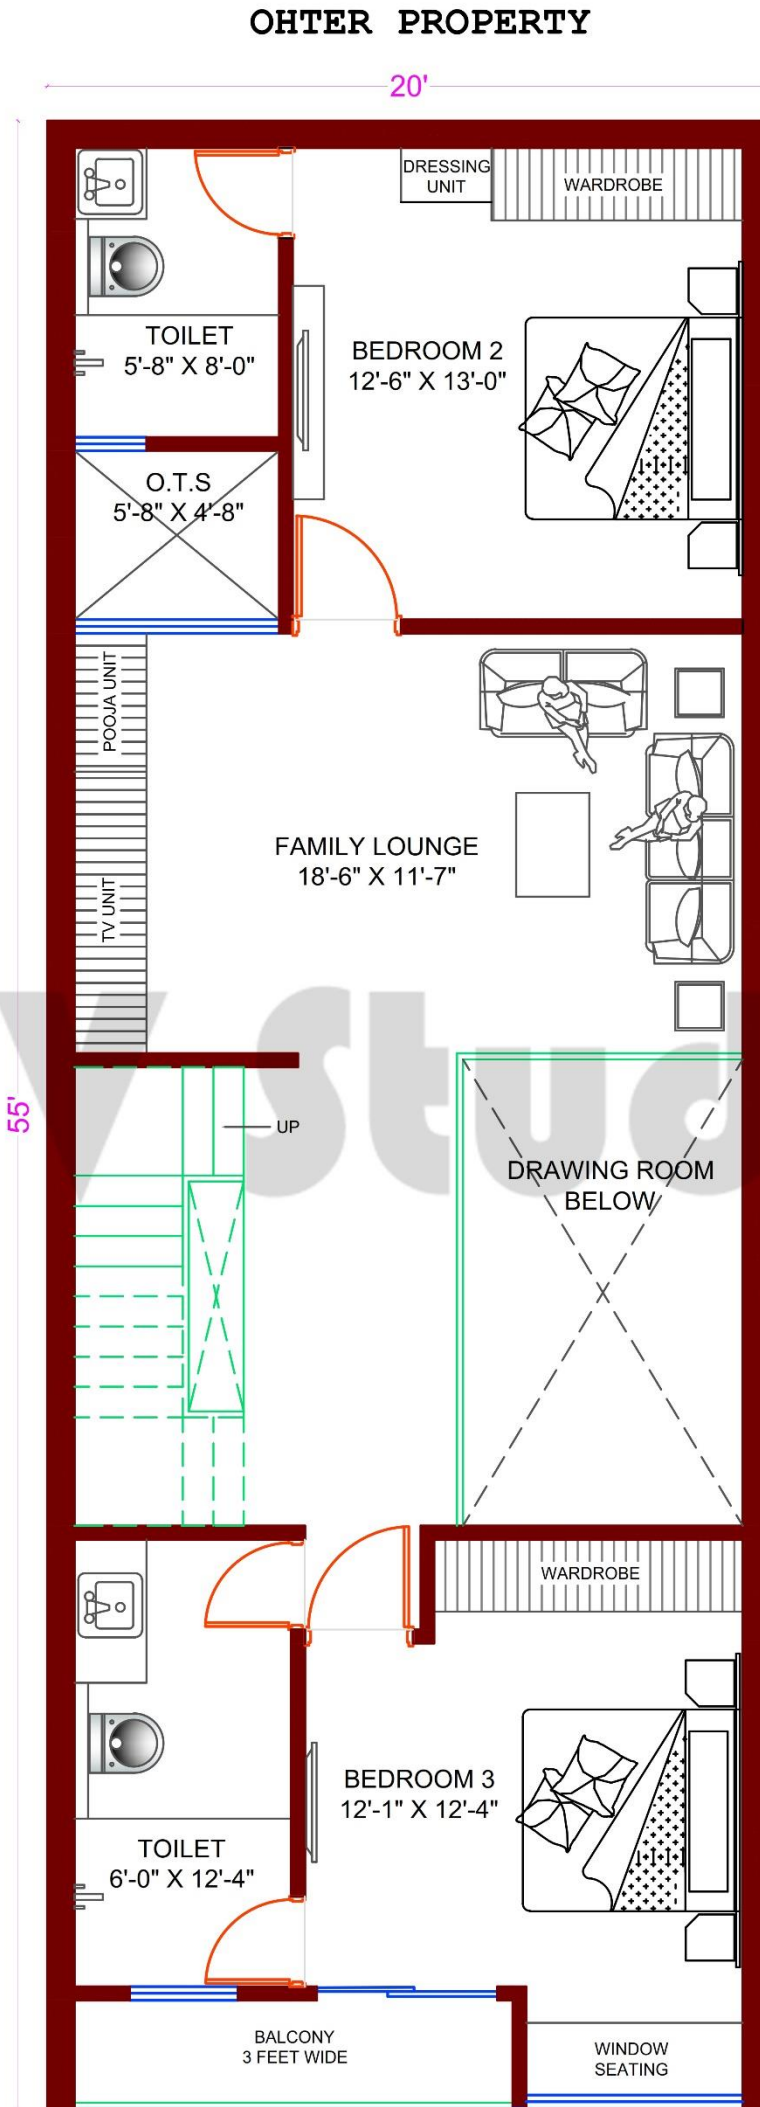 OHTER PROPERTY
20'
DRESSING
UNIT
WARDROBE
TOILET
5'-8" X 8'-0"
BEDROOM 2
12'-6" X 13'-0"
O.T.S
5'-8" X 4'-8"
POOJA UNIT
FAMILY LOUNGE
18'-6" X 11'-7"
TV UNIT
V Stud
55'
UP
DRAWING ROOM
BELOW
WARDROBE
BEDROOM 3
12'-1" X 12'-4"
TOILET
6'-0" X 12'-4"
BALCONY
3 FEET WIDE
WINDOW
SEATING